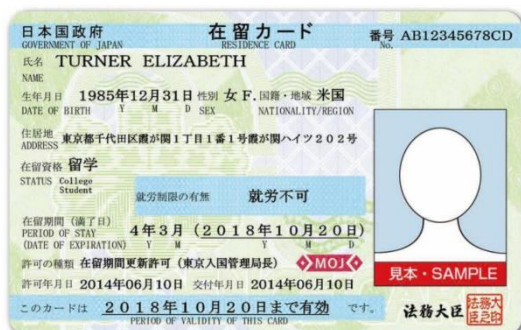 日本国政府 在留カード 番号 AB12345678CD
GOVERNMENT OF JAPAN RESIDENCE CARD No.
氏名 TURNER ELIZABETH
NAME
生年月日 1985年12月31日 性別 女 F. 国籍・地域 米国
DATE OF BIRTH Y M D SEX NATIONALITY/REGION
住居地 東京都千代田区霞が関1丁目1番1号霞が関ハイツ202号
ADDRESS
在留資格 留学
STATUS College
Student
就労制限の有無 就労不可
在留期間(満了日) 4年3月(2018年10月20日)
PERIOD OF STAY
(DATE OF EXPIRATION) Y M Y M D
許可の種類 在留期間更新許可(東京入国管理局長) MOJ
許可年月日 2014年06月10日 交付年月日 2014年06月10日
このカードは 2018年10月20日まで有効 です。
PERIOD OF VALIDITY OF THIS CARD
見本・SAMPLE
法務大臣 法務大臣之印